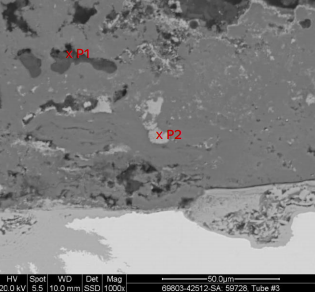 P1
P2
HV Spot WD Det Mag 50.0µm
20.0 kV 5.5 10.0 mm SSD 1000x 69803-42512-SA: 59728, Tube #3